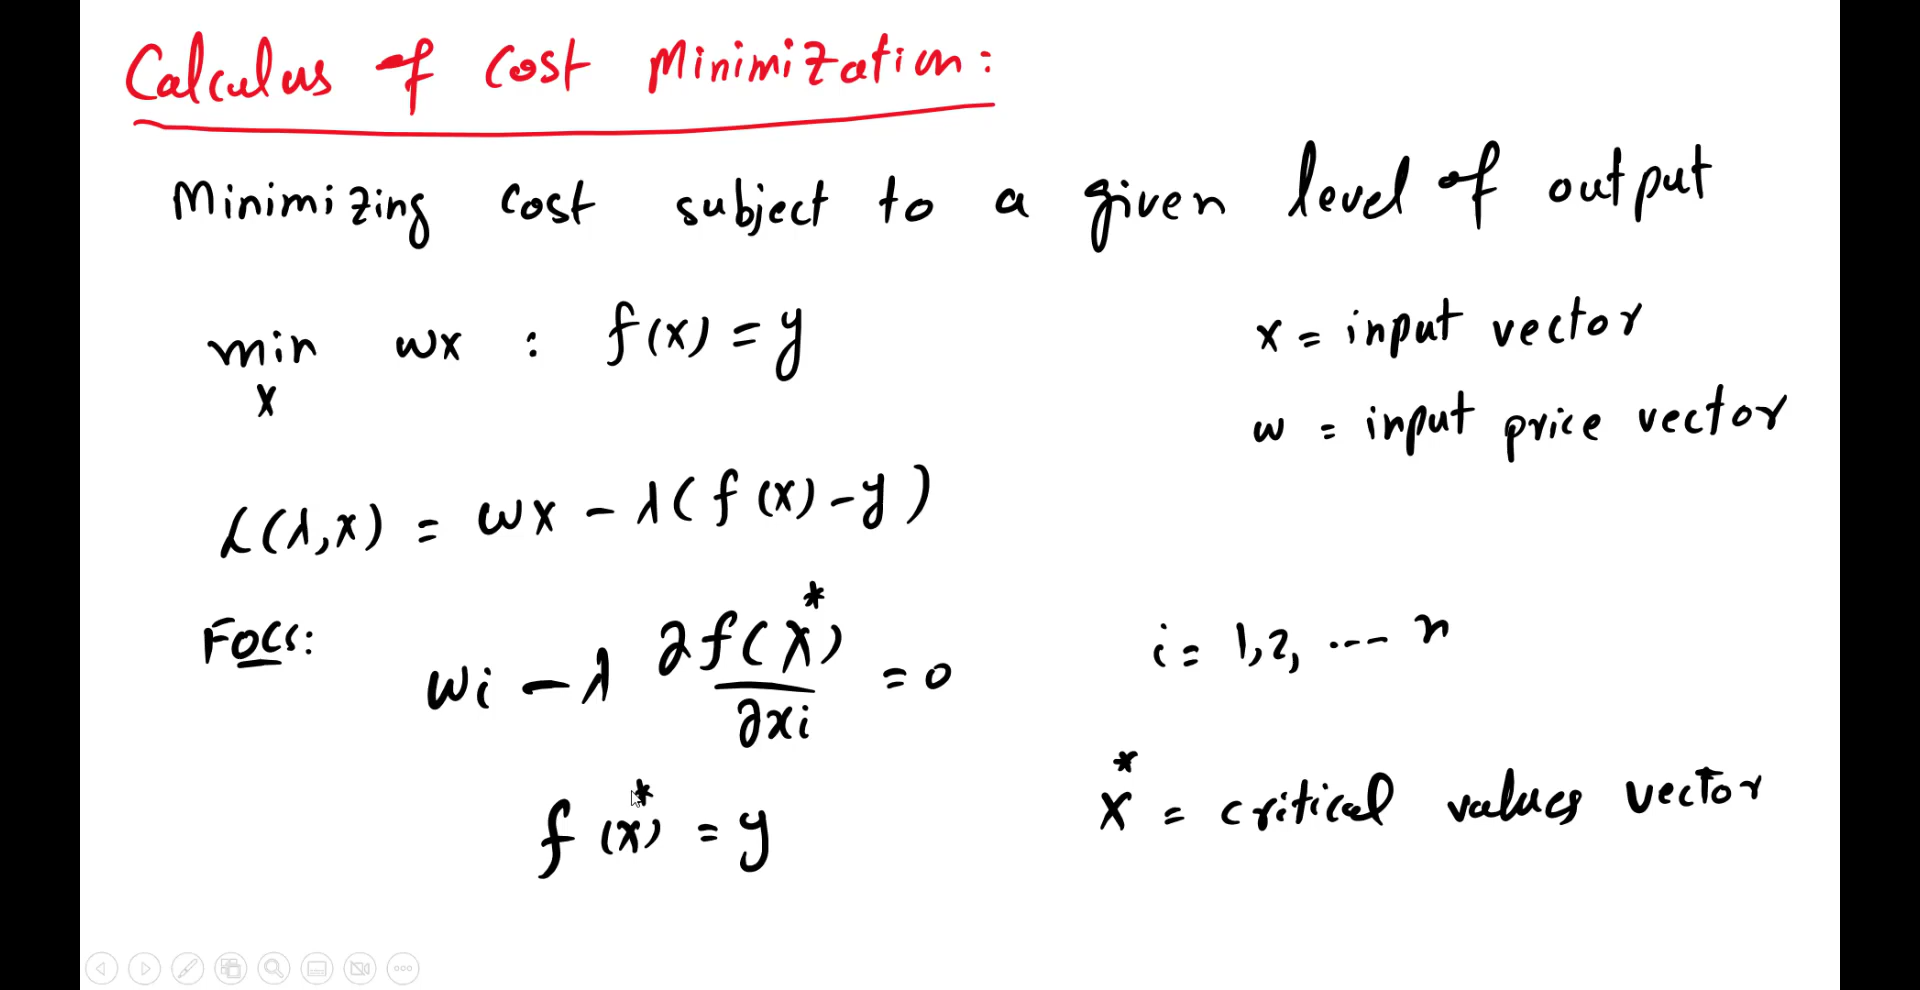 Calculus of Cost Minimization:
Minimizing cost subject to a given level of output
min wx : f(x) = y
x
x = input vector
w = input price vector
L(λ,x) = wx - λ(f(x) - y)
FOCs:
wi - λ ∂f(x*)/∂xi = 0
i = 1,2, ---- n
f(x*) = y
x* = critical values vector